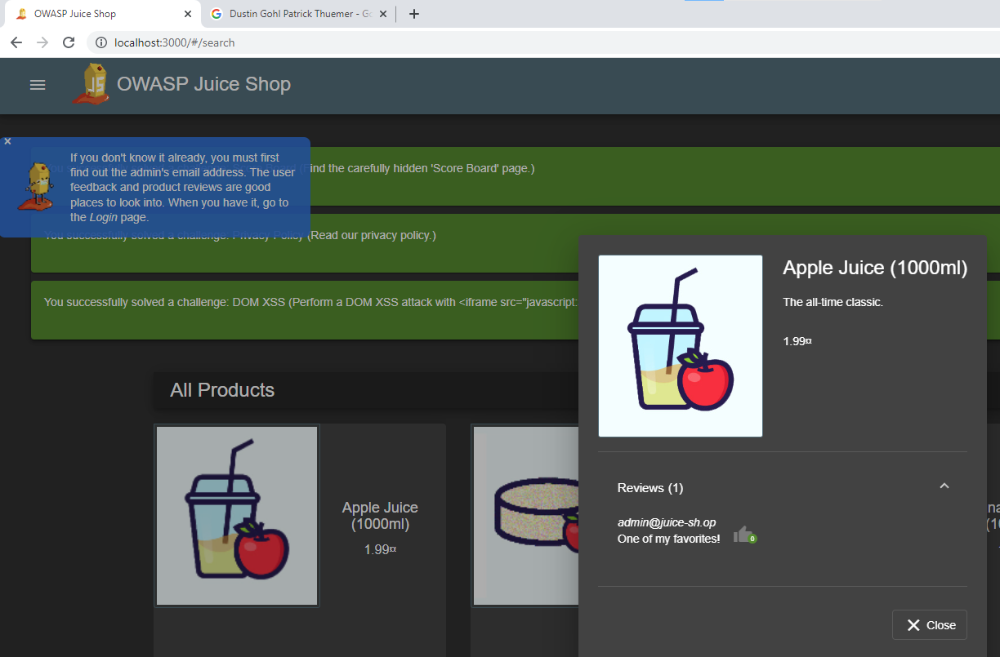 OWASP Juice Shop
Dustin Gohl Patrick Thuemer - Go
localhost:3000/#/search
OWASP Juice Shop
If you don't know it already, you must first
find out the admin's email address. The user
feedback and product reviews are good
places to look into. When you have it, go to
the Login page.
(Find the carefully hidden 'Score Board' page.)
You successfully solved a challenge: Privacy Policy (Read our privacy policy.)
You successfully solved a challenge: DOM XSS (Perform a DOM XSS attack with <iframe src="javascript:
All Products
Apple Juice
(1000ml)
1.99¤
Apple Juice (1000ml)
The all-time classic.
1.99¤
Reviews (1)
admin@juice-sh.op
One of my favorites!
0
Close